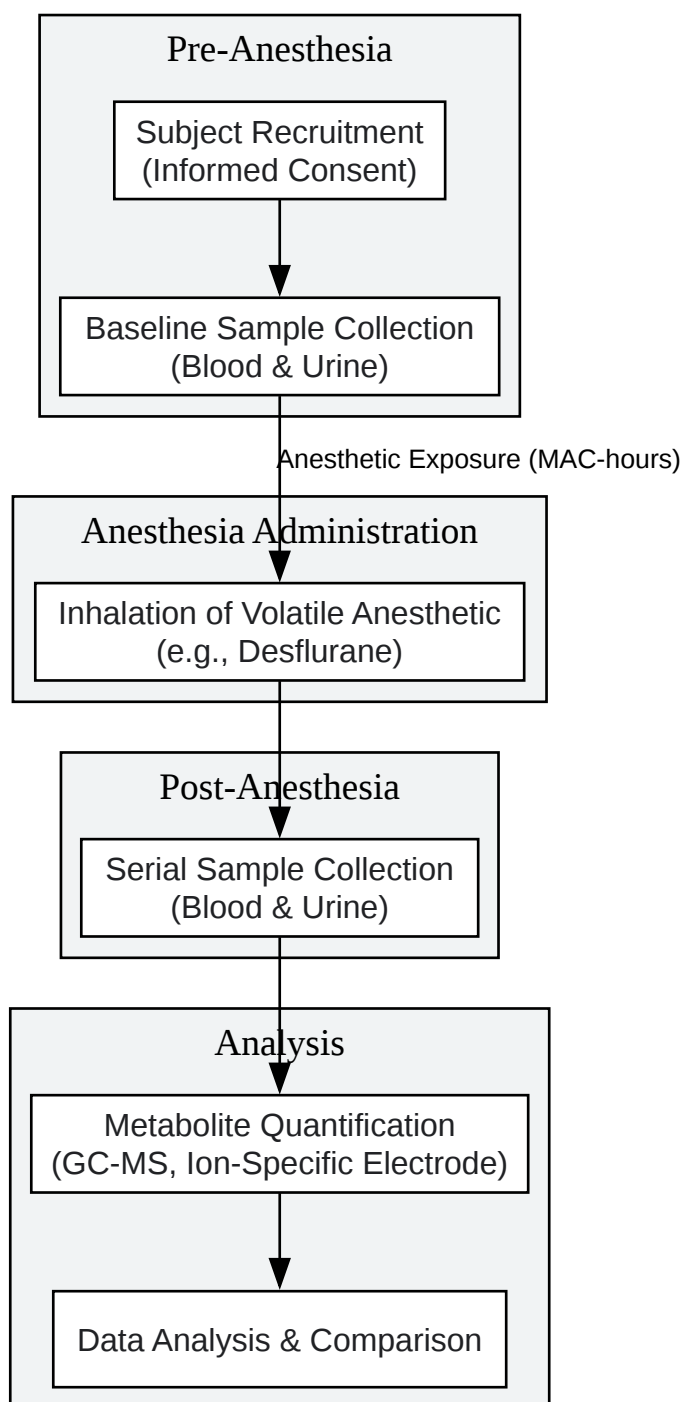 Pre-Anesthesia
Subject Recruitment
(Informed Consent)
Baseline Sample Collection
(Blood & Urine)
Anesthetic Exposure (MAC-hours)
Anesthesia Administration
Inhalation of Volatile Anesthetic
(e.g., Desflurane)
Post-Anesthesia
Serial Sample Collection
(Blood & Urine)
Analysis
Metabolite Quantification
(GC-MS, Ion-Specific Electrode)
Data Analysis & Comparison